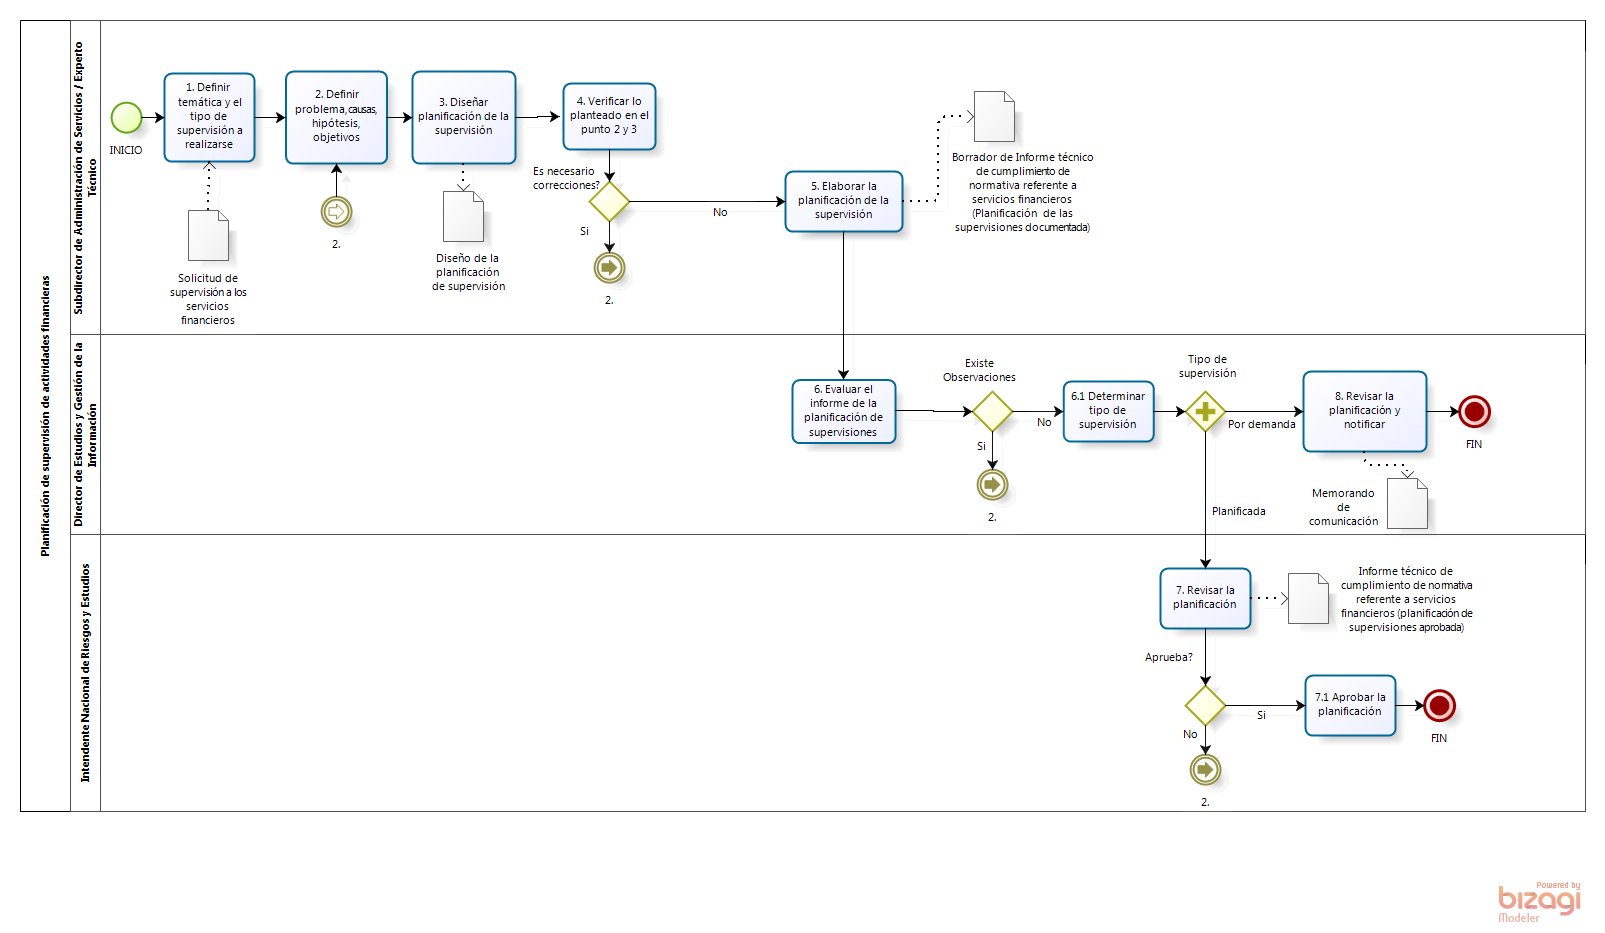 Planificación de supervisión de actividades financieras
Subdirector de Administración de Servicios / Experto
Técnico
INICIO
1. Definir
temática y el
tipo de
supervisión a
realizarse
Solicitud de
supervisión a los
servicios
financieros
2. Definir
problema, causas,
hipótesis,
objetivos
2.
3. Diseñar
planificación de la
supervisión
Diseño de la
planificación
de supervisión
4. Verificar lo
planteado en el
punto 2 y 3
Es necesario
correcciones?
Si
2.
No
5. Elaborar la
planificación de la
supervisión
Borrador de Informe técnico
de cumplimiento de
normativa referente a
servicios financieros
(Planificación de las
supervisiones documentada)
Director de Estudios y Gestión de la
Información
6. Evaluar el
informe de la
planificación de
supervisiones
Existe
Observaciones
Si
2.
No
6.1 Determinar
tipo de
supervisión
Tipo de
supervisión
Por demanda
Planificada
8. Revisar la
planificación y
notificar
FIN
Memorando
de
comunicación
Intendente Nacional de Riesgos y Estudios
7. Revisar la
planificación
Informe técnico de
cumplimiento de normativa
referente a servicios
financieros (planificación de
supervisiones aprobada)
Aprueba?
Si
No
2.
7.1 Aprobar la
planificación
FIN
Powered by
bizagi
Modeler